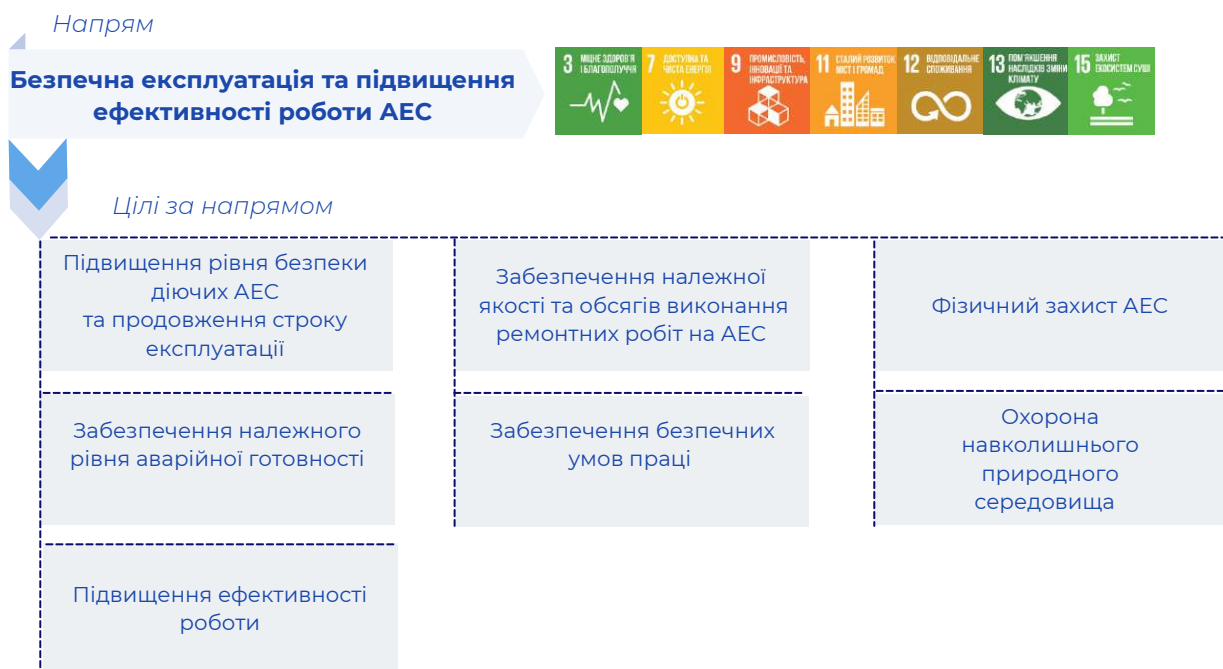 Напрям
Безпечна експлуатація та підвищення
ефективності роботи АЕС
3 МІЦНЕ ЗДОРОВ'Я
І БЛАГОПОЛУЧЧЯ
7 ДОСТУПНА ТА
ЧИСТА ЕНЕРГІЯ
9 ПРОМИСЛОВІСТЬ,
ІННОВАЦІЇ ТА
ІНФРАСТРУКТУРА
11 СТАЛИЙ РОЗВИТОК
МІСТ І ГРОМАД
12 ВІДПОВІДАЛЬНЕ
СПОЖИВАННЯ
13 ПОМ'ЯКШЕННЯ
НАСЛІДКІВ ЗМІНИ
КЛІМАТУ
15 ЗАХИСТ
ЕКОСИСТЕМ СУШІ
Цілі за напрямом
Підвищення рівня безпеки
діючих АЕС
та продовження строку
експлуатації
Забезпечення належної
якості та обсягів виконання
ремонтних робіт на АЕС
Фізичний захист АЕС
Забезпечення належного
рівня аварійної готовності
Забезпечення безпечних
умов праці
Охорона
навколишнього
природного
середовища
Підвищення ефективності
роботи